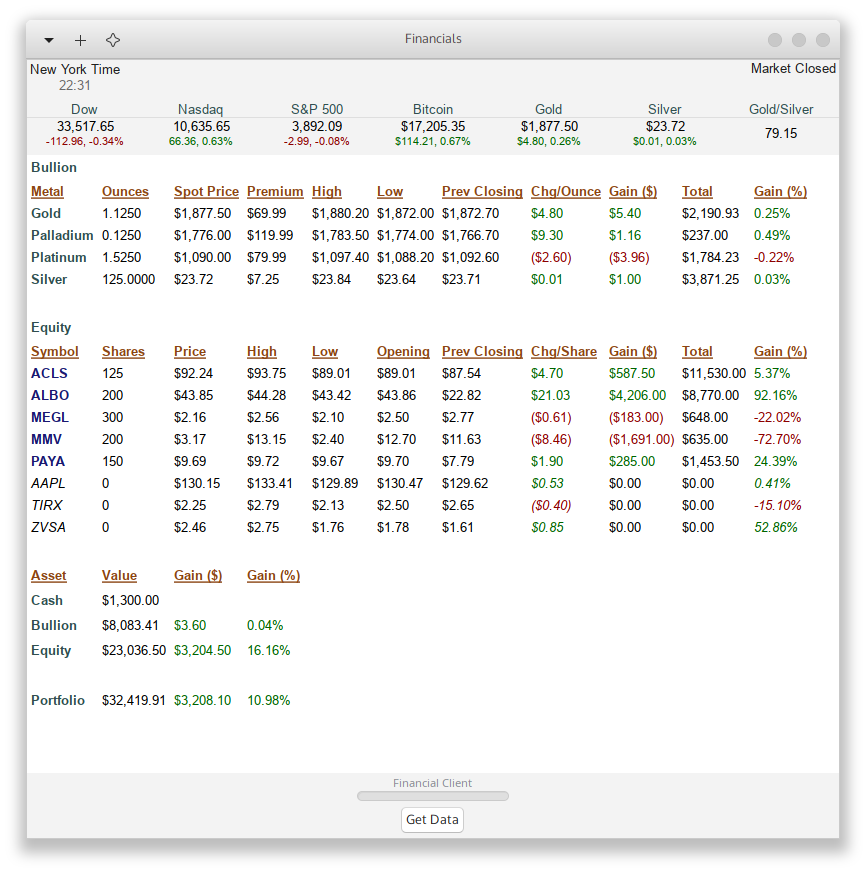 Financials
New York Time Market Closed
22:31
Dow Nasdaq S&P 500 Bitcoin Gold Silver Gold/Silver
33,517.65 10,635.65 3,892.09 $17,205.35 $1,877.50 $23.72 79.15
-112.96, -0.34% 66.36, 0.63% -2.99, -0.08% $114.21, 0.67% $4.80, 0.26% $0.01, 0.03%
Bullion
Metal Ounces Spot Price Premium High Low Prev Closing Chg/Ounce Gain ($) Total Gain (%)
Gold 1.1250 $1,877.50 $69.99 $1,880.20 $1,872.00 $1,872.70 $4.80 $5.40 $2,190.93 0.25%
Palladium 0.1250 $1,776.00 $119.99 $1,783.50 $1,774.00 $1,766.70 $9.30 $1.16 $237.00 0.49%
Platinum 1.5250 $1,090.00 $79.99 $1,097.40 $1,088.20 $1,092.60 ($2.60) ($3.96) $1,784.23 -0.22%
Silver 125.0000 $23.72 $7.25 $23.84 $23.64 $23.71 $0.01 $1.00 $3,871.25 0.03%
Equity
Symbol Shares Price High Low Opening Prev Closing Chg/Share Gain ($) Total Gain (%)
ACLS 125 $92.24 $93.75 $89.01 $89.01 $87.54 $4.70 $587.50 $11,530.00 5.37%
ALBO 200 $43.85 $44.28 $43.42 $43.86 $22.82 $21.03 $4,206.00 $8,770.00 92.16%
MEGL 300 $2.16 $2.56 $2.10 $2.50 $2.77 ($0.61) ($183.00) $648.00 -22.02%
MMV 200 $3.17 $13.15 $2.40 $12.70 $11.63 ($8.46) ($1,691.00) $635.00 -72.70%
PAYA 150 $9.69 $9.72 $9.67 $9.70 $7.79 $1.90 $285.00 $1,453.50 24.39%
AAPL 0 $130.15 $133.41 $129.89 $130.47 $129.62 $0.53 $0.00 $0.00 0.41%
TIRX 0 $2.25 $2.79 $2.13 $2.50 $2.65 ($0.40) $0.00 $0.00 -15.10%
ZVSA 0 $2.46 $2.75 $1.76 $1.78 $1.61 $0.85 $0.00 $0.00 52.86%
Asset Value Gain ($) Gain (%)
Cash $1,300.00
Bullion $8,083.41 $3.60 0.04%
Equity $23,036.50 $3,204.50 16.16%
Portfolio $32,419.91 $3,208.10 10.98%
Financial Client
Get Data